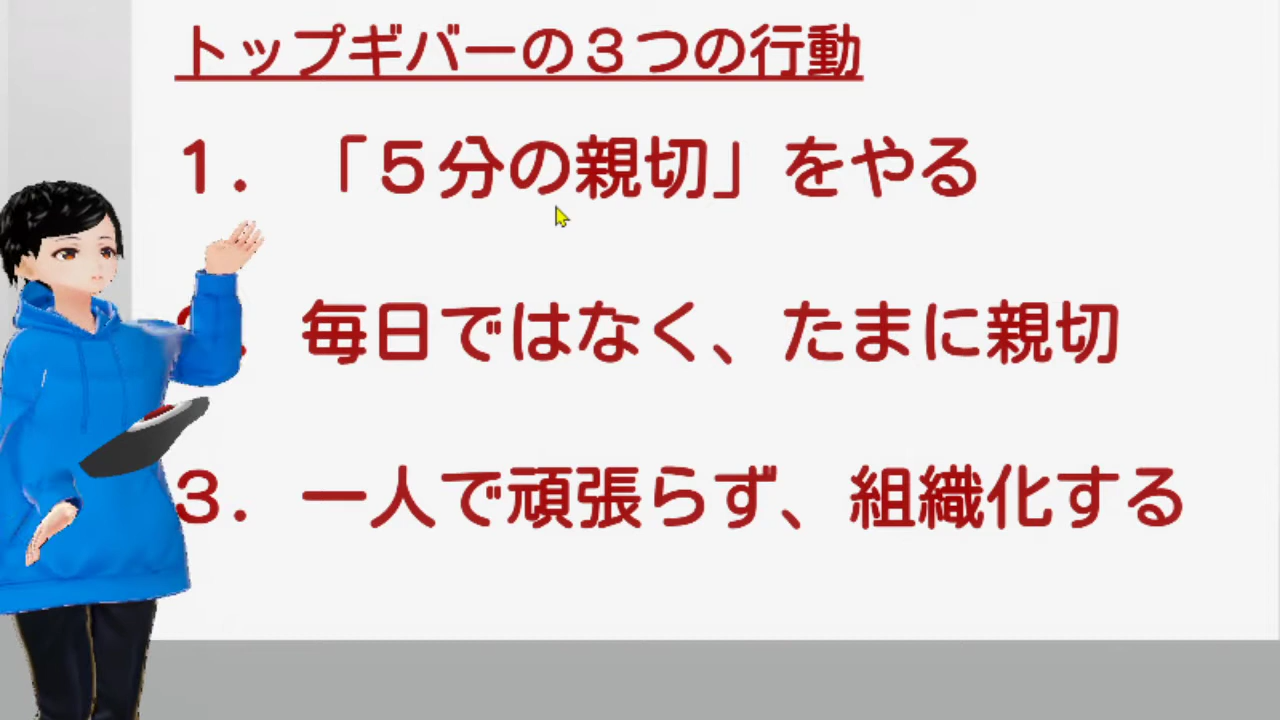 トップギバーの３つの行動
１．「５分の親切」をやる
毎日ではなく、たまに親切
３．一人で頑張らず、組織化する